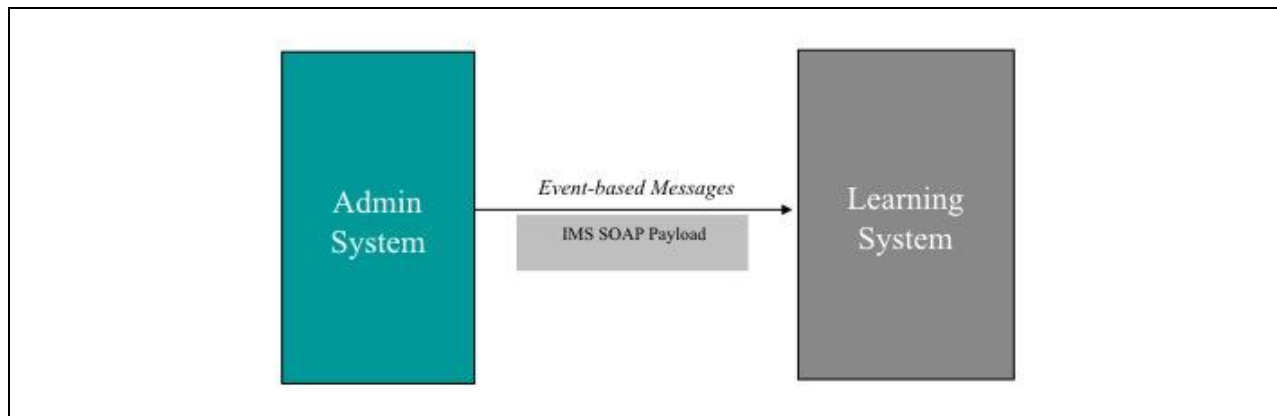 Admin
System
Event-based Messages
IMS SOAP Payload
Learning
System